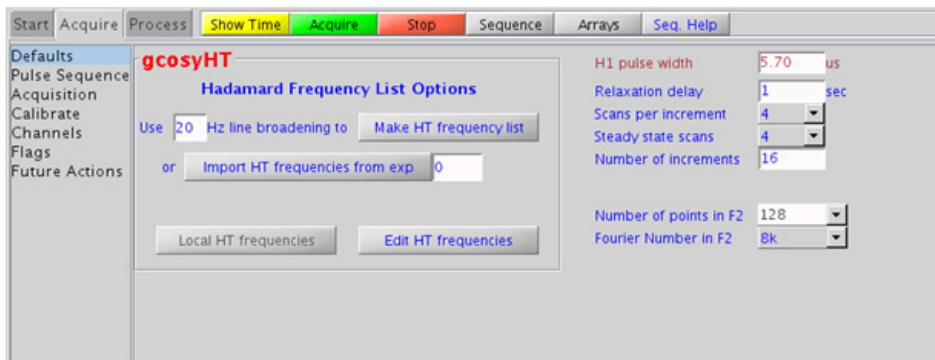 Start Acquire Process Show Time Acquire Stop Sequence Arrays Seq. Help
Defaults
Pulse Sequence
Acquisition
Calibrate
Channels
Flags
Future Actions
gcosyHT
Hadamard Frequency List Options
Use 20 Hz line broadening to Make HT frequency list
or Import HT frequencies from exp 0
Local HT frequencies Edit HT frequencies
H1 pulse width 5.70 us
Relaxation delay 1 sec
Scans per increment 4
Steady state scans 4
Number of increments 16
Number of points in F2 128
Fourier Number in F2 8k